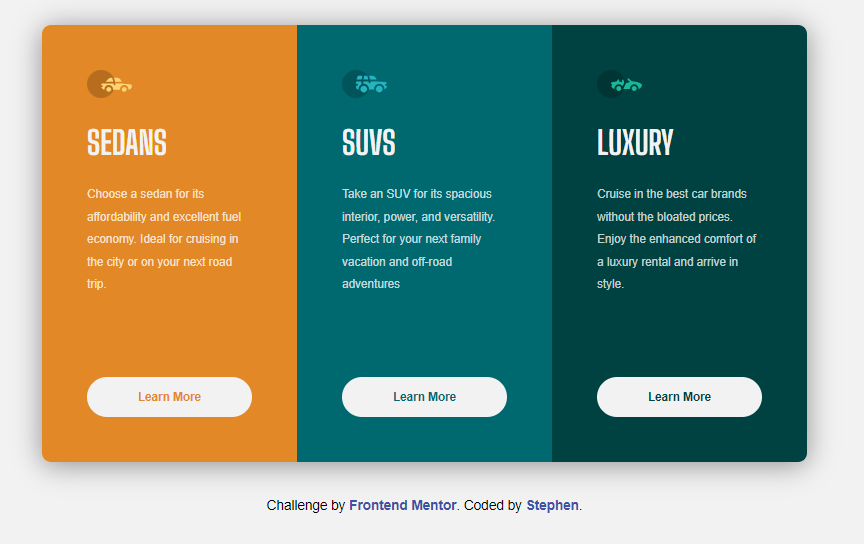 SEDANS
Choose a sedan for its
affordability and excellent fuel
economy. Ideal for cruising in
the city or on your next road
trip.
Learn More
SUVS
Take an SUV for its spacious
interior, power, and versatility.
Perfect for your next family
vacation and off-road
adventures
Learn More
LUXURY
Cruise in the best car brands
without the bloated prices.
Enjoy the enhanced comfort of
a luxury rental and arrive in
style.
Learn More
Challenge by Frontend Mentor. Coded by Stephen.